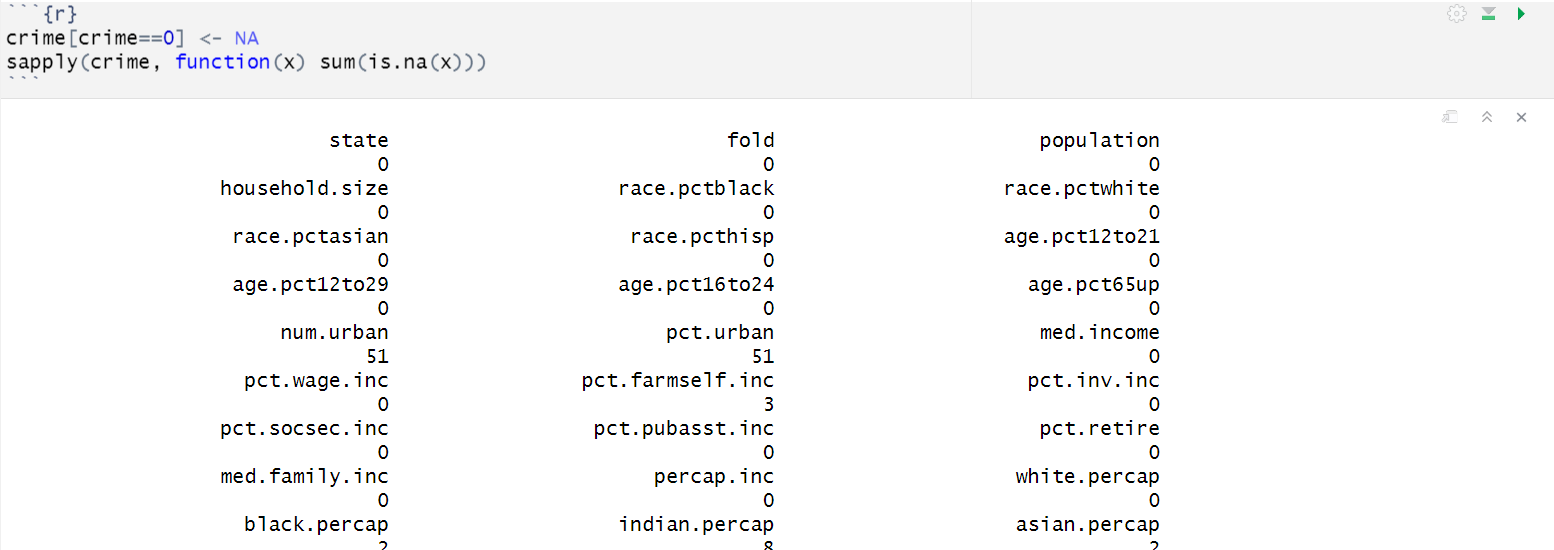 ```{r}
crime[crime==0] <- NA
sapply(crime, function(x) sum(is.na(x)))
```
state fold population
0 0 0
household.size race.pctblack race.pctwhite
0 0 0
race.pctasian race.pcthisp age.pct12to21
0 0 0
age.pct12to29 age.pct16to24 age.pct65up
0 0 0
num.urban pct.urban med.income
51 51 0
pct.wage.inc pct.farmself.inc pct.inv.inc
0 3 0
pct.socsec.inc pct.pubasst.inc pct.retire
0 0 0
med.family.inc percap.inc white.percap
0 0 0
black.percap indian.percap asian.percap
2 8 2